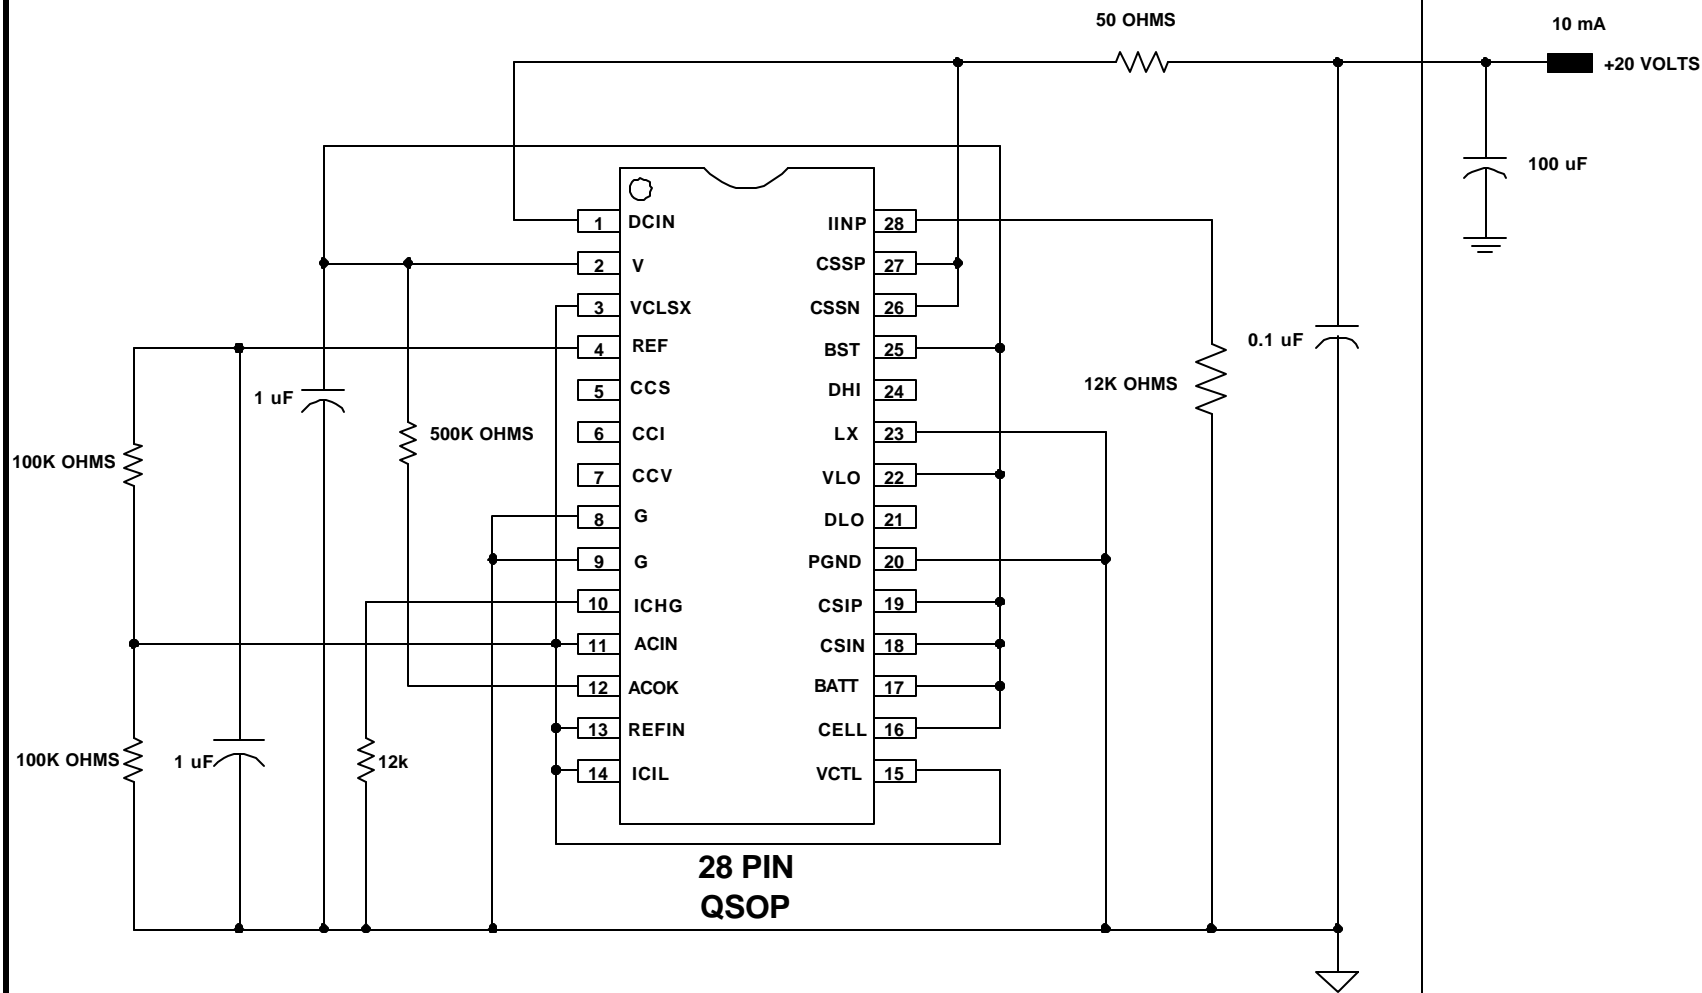 50 OHMS
10 mA
+20 VOLTS
100 uF
1 DCIN
IINP 28
2 V
CSSP 27
3 VCLSX
CSSN 26
0.1 uF
4 REF
BST 25
12K OHMS
5 CCS
DHI 24
1 uF
500K OHMS
6 CCI
LX 23
100K OHMS
7 CCV
VLO 22
8 G
DLO 21
9 G
PGND 20
10 ICHG
CSIP 19
11 ACIN
CSIN 18
12 ACOK
BATT 17
13 REFIN
CELL 16
100K OHMS
1 uF
12k
14 ICIL
VCTL 15
28 PIN
QSOP